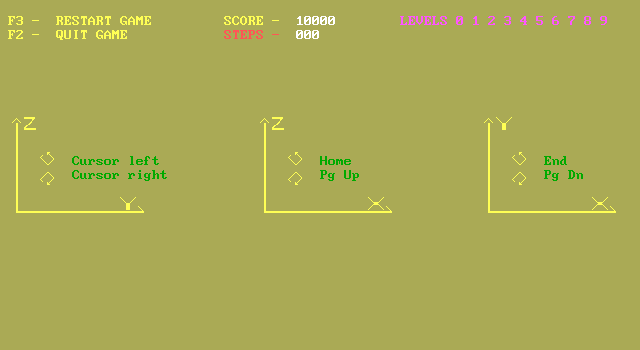 F3 - RESTART GAME SCORE - 10000 LEVELS 0 1 2 3 4 5 6 7 8 9
F2 - QUIT GAME STEPS - 000
Z Z Y
Cursor left Home End
Cursor right Pg Up Pg Dn
Y X X